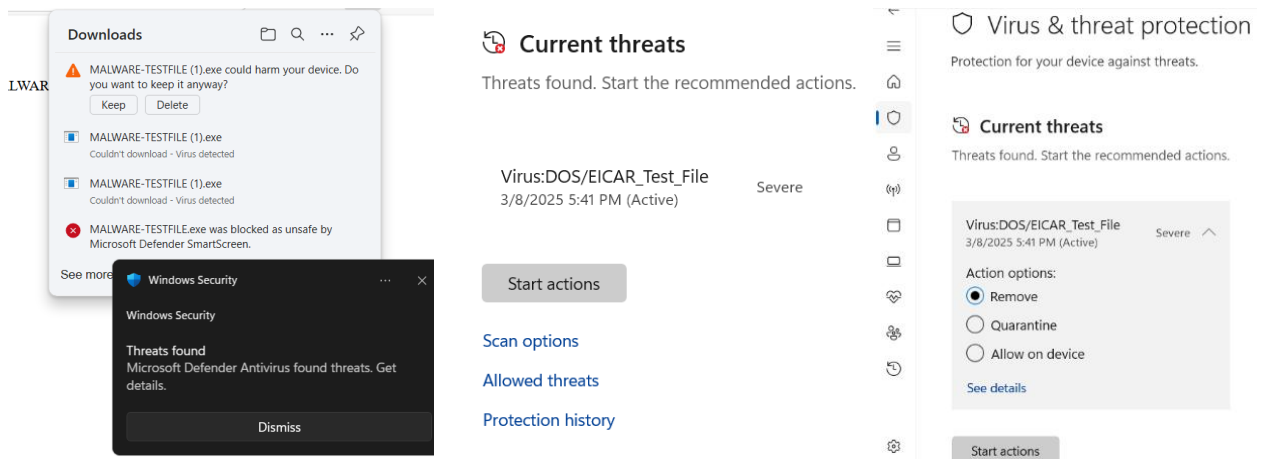 LWAR
Downloads
MALWARE-TESTFILE (1).exe could harm your device. Do
you want to keep it anyway?
Keep
Delete
MALWARE-TESTFILE (1).exe
Couldn't download - Virus detected
MALWARE-TESTFILE (1).exe
Couldn't download - Virus detected
MALWARE-TESTFILE.exe was blocked as unsafe by
Microsoft Defender SmartScreen.
See more
Windows Security
Windows Security
Threats found
Microsoft Defender Antivirus found threats. Get
details.
Dismiss
Current threats
Threats found. Start the recommended actions.
Virus:DOS/EICAR_Test_File
Severe
3/8/2025 5:41 PM (Active)
Start actions
Scan options
Allowed threats
Protection history
Virus & threat protection
Protection for your device against threats.
Current threats
Threats found. Start the recommended actions.
Virus:DOS/EICAR_Test_File
Severe
3/8/2025 5:41 PM (Active)
Action options:
Remove
Quarantine
Allow on device
See details
Start actions